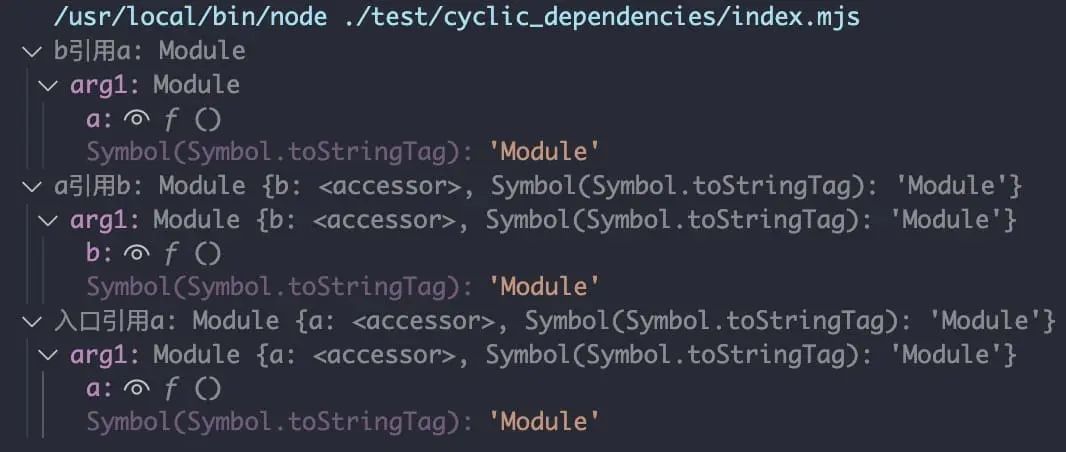 /usr/local/bin/node ./test/cyclic_dependencies/index.mjs
b引用a: Module
arg1: Module
a: f ()
Symbol(Symbol.toStringTag): 'Module'
a引用b: Module {b: <accessor>, Symbol(Symbol.toStringTag): 'Module'}
arg1: Module {b: <accessor>, Symbol(Symbol.toStringTag): 'Module'}
b: f ()
Symbol(Symbol.toStringTag): 'Module'
入口引用a: Module {a: <accessor>, Symbol(Symbol.toStringTag): 'Module'}
arg1: Module {a: <accessor>, Symbol(Symbol.toStringTag): 'Module'}
a: f ()
Symbol(Symbol.toStringTag): 'Module'